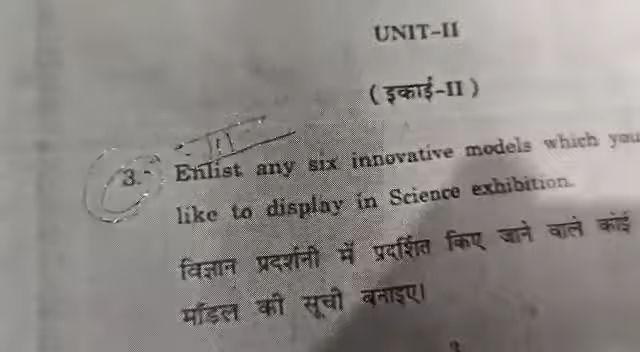 UNIT-II
(इकाई-II)
3. Enlist any six innovative models which you
like to display in Science exhibition.
विज्ञान प्रदर्शनी में प्रदर्शित किए जाने वाले कोई
मॉडल की सूची बनाइए।